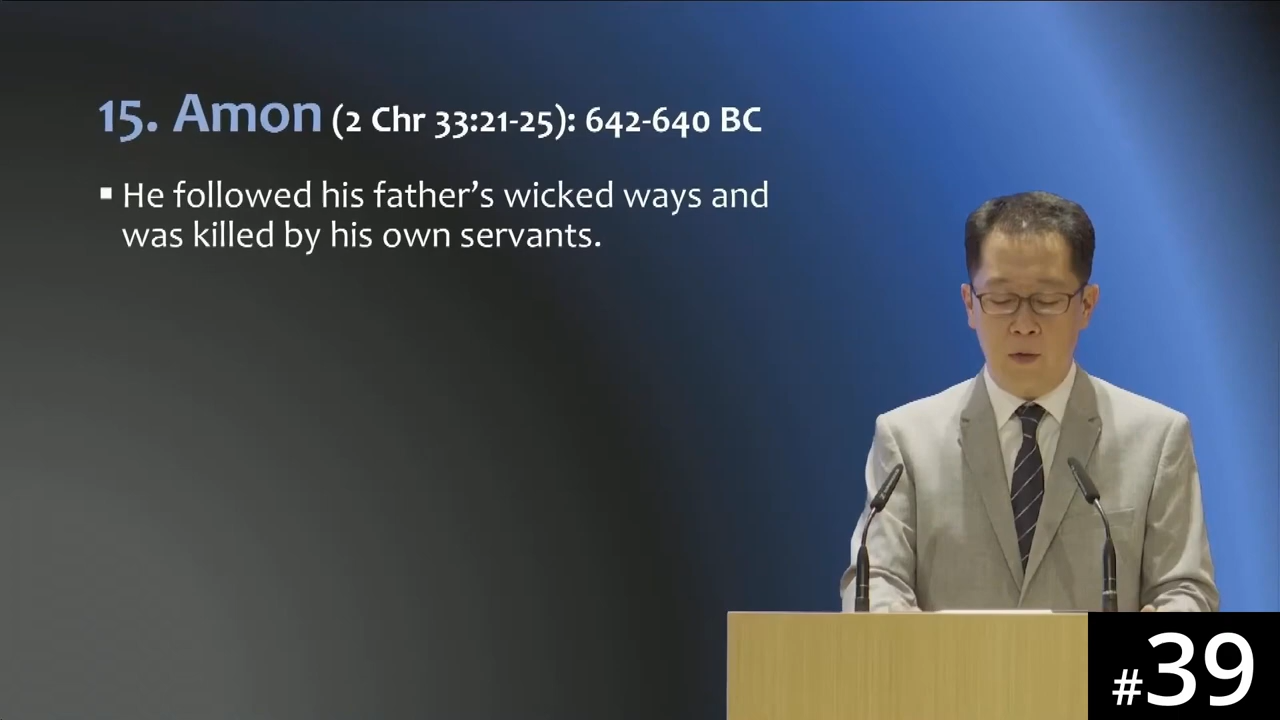 15. Amon (2 Chr 33:21-25): 642-640 BC
▪ He followed his father's wicked ways and
was killed by his own servants.
#39